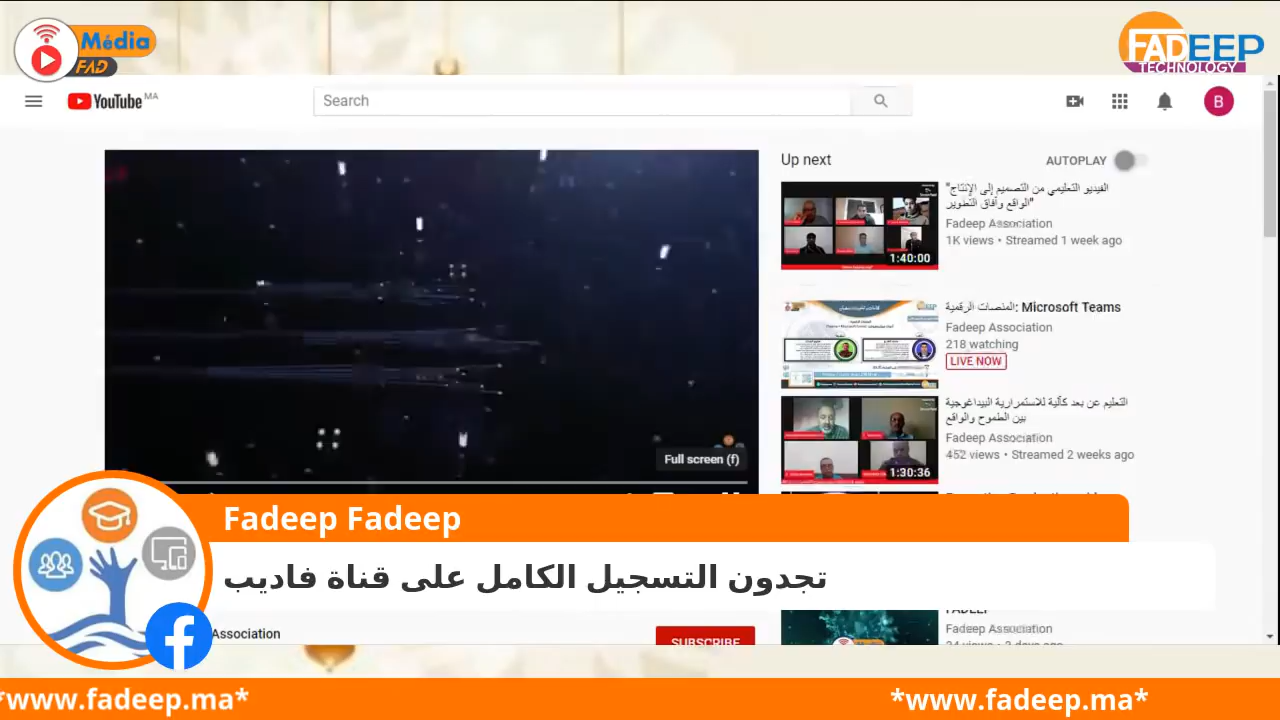 Média
FAD
FADEEP
TECHNOLOGY
YouTube MA
Search
B
Up next
AUTOPLAY
"الفيديو التعليمي من التصميم إلى الإنتاج
الواقع وآفاق التطوير"
Fadeep Association
1K views • Streamed 1 week ago
1:40:00
المنصات الرقمية: Microsoft Teams
Fadeep Association
218 watching
LIVE NOW
التعليم عن بعد كآلية للاستمرارية البيداغوجية
بين الطموح والواقع
Fadeep Association
452 views • Streamed 2 weeks ago
1:30:36
Full screen (f)
Fadeep Fadeep
تجدون التسجيل الكامل على قناة فاديب
FADEEP
Fadeep Association
Association
SUBSCRIBE
*www.fadeep.ma*
*www.fadeep.ma*